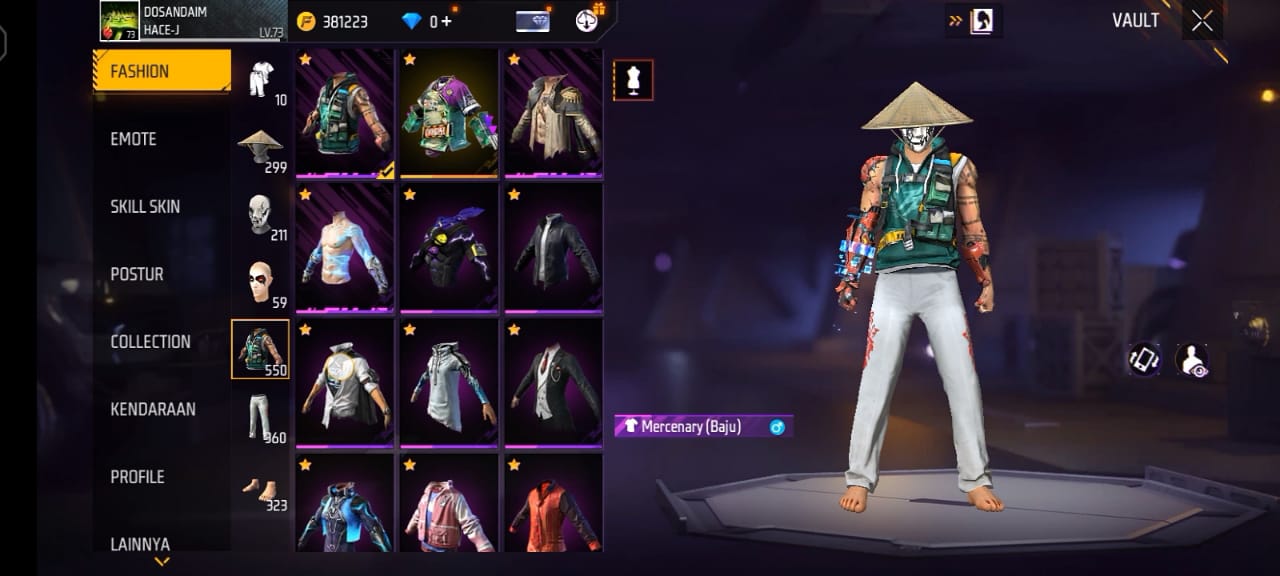 DOSANDAIM
HACE-J
73
LV.73
381223
0+
VAULT
FASHION
EMOTE
SKILL SKIN
POSTUR
COLLECTION
KENDARAAN
PROFILE
LAINNYA
10
299
211
59
550
360
323
Mercenary (Baju)